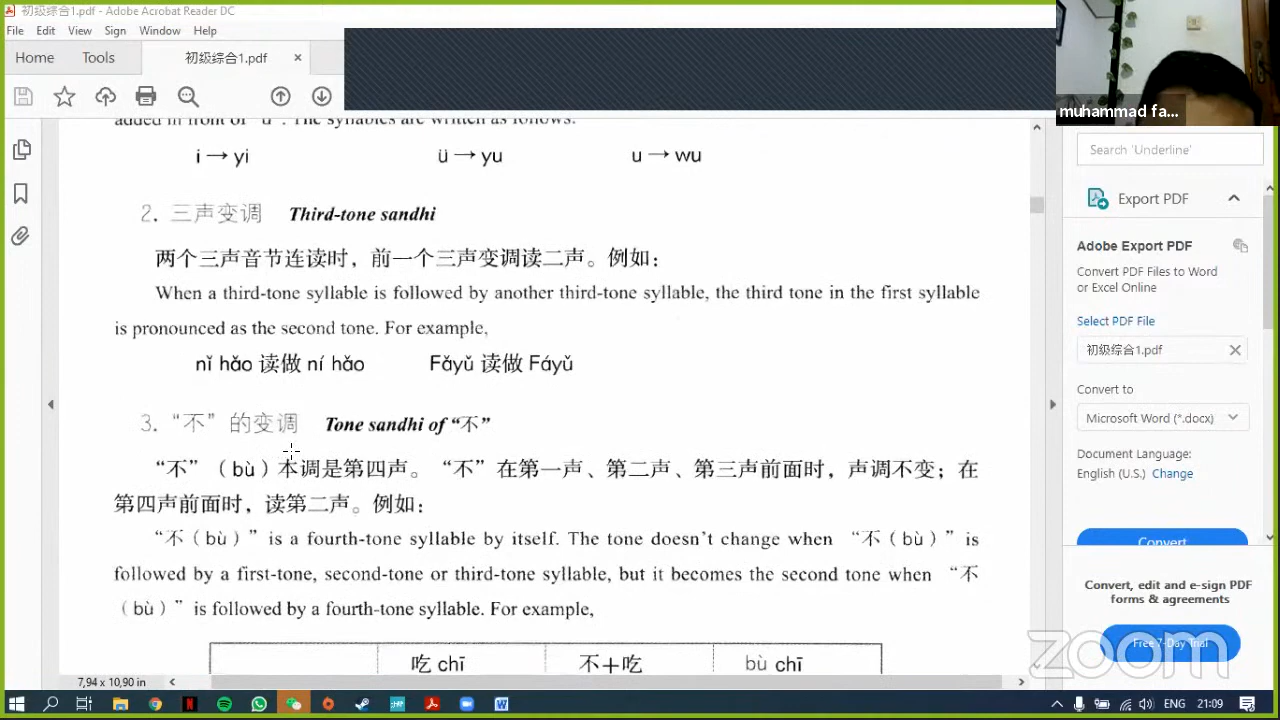 初级综合1.pdf - Adobe Acrobat Reader DC
File Edit View Sign Window Help
Home Tools 初级综合1.pdf ×
muhammad fa...
added in front of "u". The syllables are written as follows:
i → yi ü → yu u → wu
2. 三声变调 Third-tone sandhi
两个三声音节连读时，前一个三声变调读二声。例如：
When a third-tone syllable is followed by another third-tone syllable, the third tone in the first syllable
is pronounced as the second tone. For example,
nǐ hǎo 读做 ní hǎo Fǎyǔ 读做 Fáyǔ
3. “不”的变调 Tone sandhi of “不”
“不”（bù）本调是第四声。“不”在第一声、第二声、第三声前面时，声调不变；在
第四声前面时，读第二声。例如：
“不（bù）” is a fourth-tone syllable by itself. The tone doesn't change when “不（bù）” is
followed by a first-tone, second-tone or third-tone syllable, but it becomes the second tone when “不
（bù）” is followed by a fourth-tone syllable. For example,
吃 chī 不+吃 bù chī
7,94 x 10,90 in
Search 'Underline'
Export PDF
Adobe Export PDF
Convert PDF Files to Word
or Excel Online
Select PDF File
初级综合1.pdf
Convert to
Microsoft Word (*.docx)
Document Language:
English (U.S.) Change
Convert
Convert, edit and e-sign PDF
forms & agreements
Free 7-Day Trial
zoom
ENG 21:09